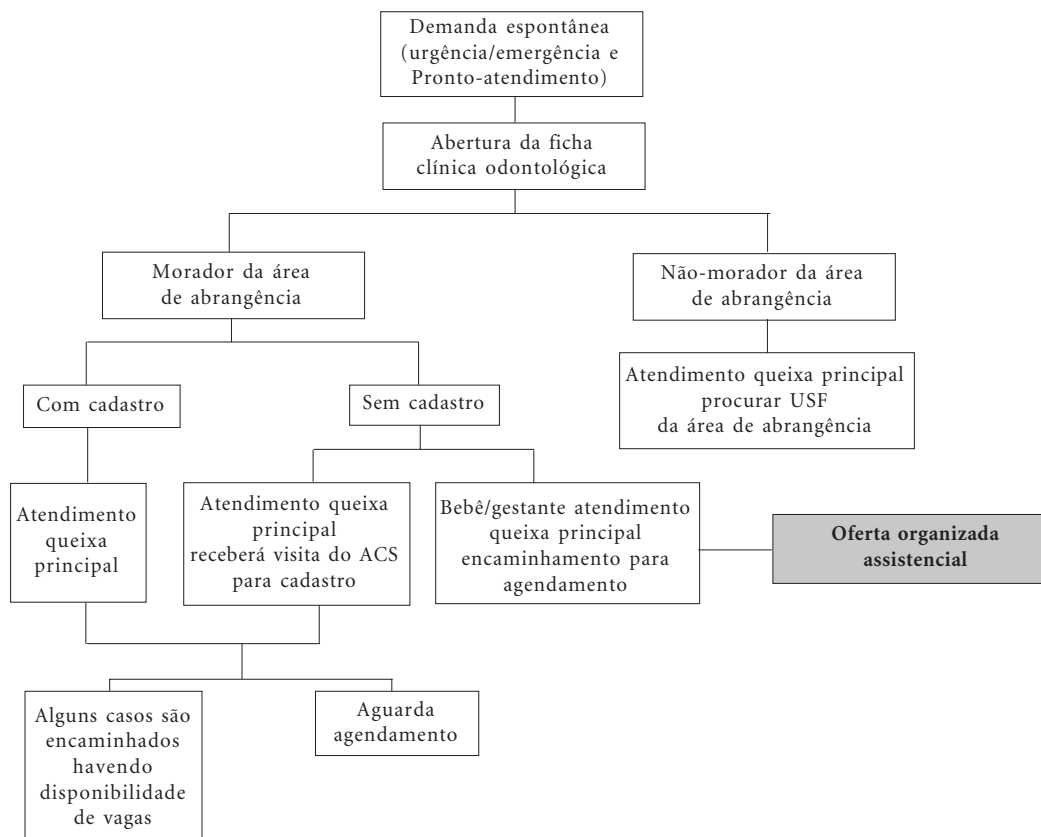 Demanda espontânea
(urgência/emergência e
Pronto-atendimento)
Abertura da ficha
clínica odontológica
Morador da área
de abrangência
Não-morador da área
de abrangência
Com cadastro
Sem cadastro
Atendimento queixa principal
procurar USF
da área de abrangência
Atendimento
queixa
principal
Atendimento queixa
principal
receberá visita do ACS
para cadastro
Bebê/gestante atendimento
queixa principal
encaminhamento para
agendamento
Oferta organizada
assistencial
Alguns casos são
encaminhados
havendo
disponibilidade
de vagas
Aguarda
agendamento